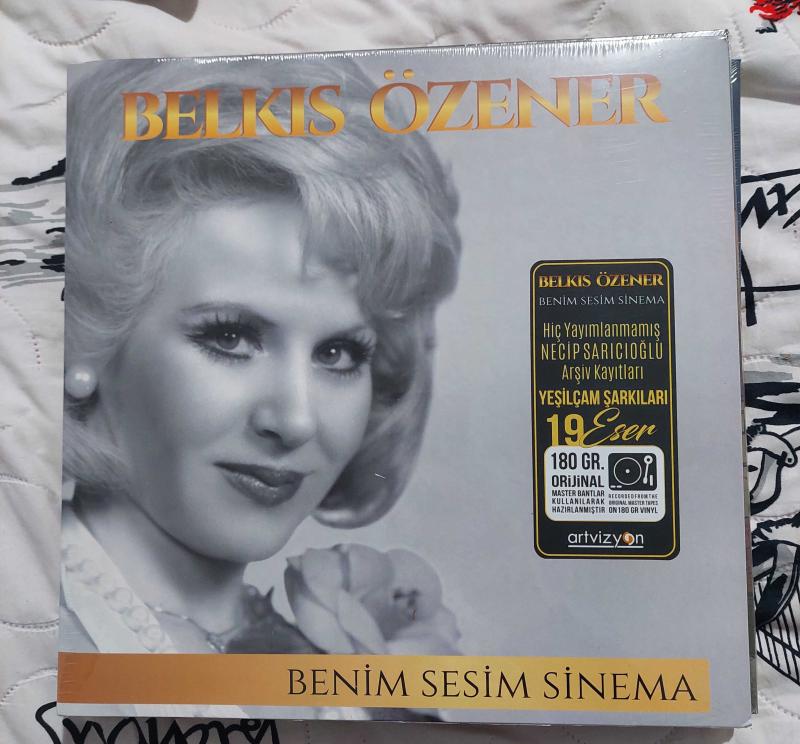 BELKIS ÖZENER
BELKIS ÖZENER
BENİM SESİM SİNEMA
Hiç Yayımlanmamış
NECİP SARICIOĞLU
Arşiv Kayıtları
YEŞİLÇAM ŞARKILARI
19 Eser
180 GR.
ORİJİNAL
MASTER BANTLAR
KULLANILARAK
HAZIRLANMIŞTIR
RECORDED FROM THE
ORIGINAL MASTER TAPES
ON 180 GR VINYL
artvizyon
BENİM SESİM SİNEMA